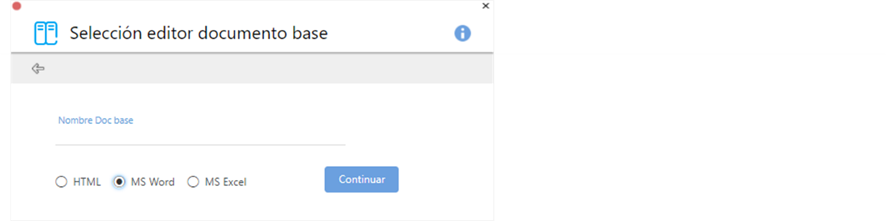 Selección editor documento base
Nombre Doc base
HTML MS Word MS Excel Continuar